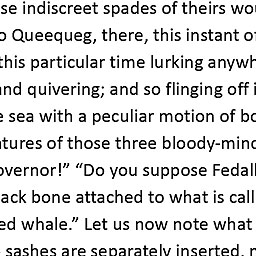 se indiscreet spades of theirs wou
o Queequeg, there, this instant of
this particular time lurking anywh
and quivering; and so flinging off i
e sea with a peculiar motion of bo
atures of those three bloody-mind
overnor!” “Do you suppose Fedall
ack bone attached to what is call
ed whale.” Let us now note what
sashes are separately inserted,